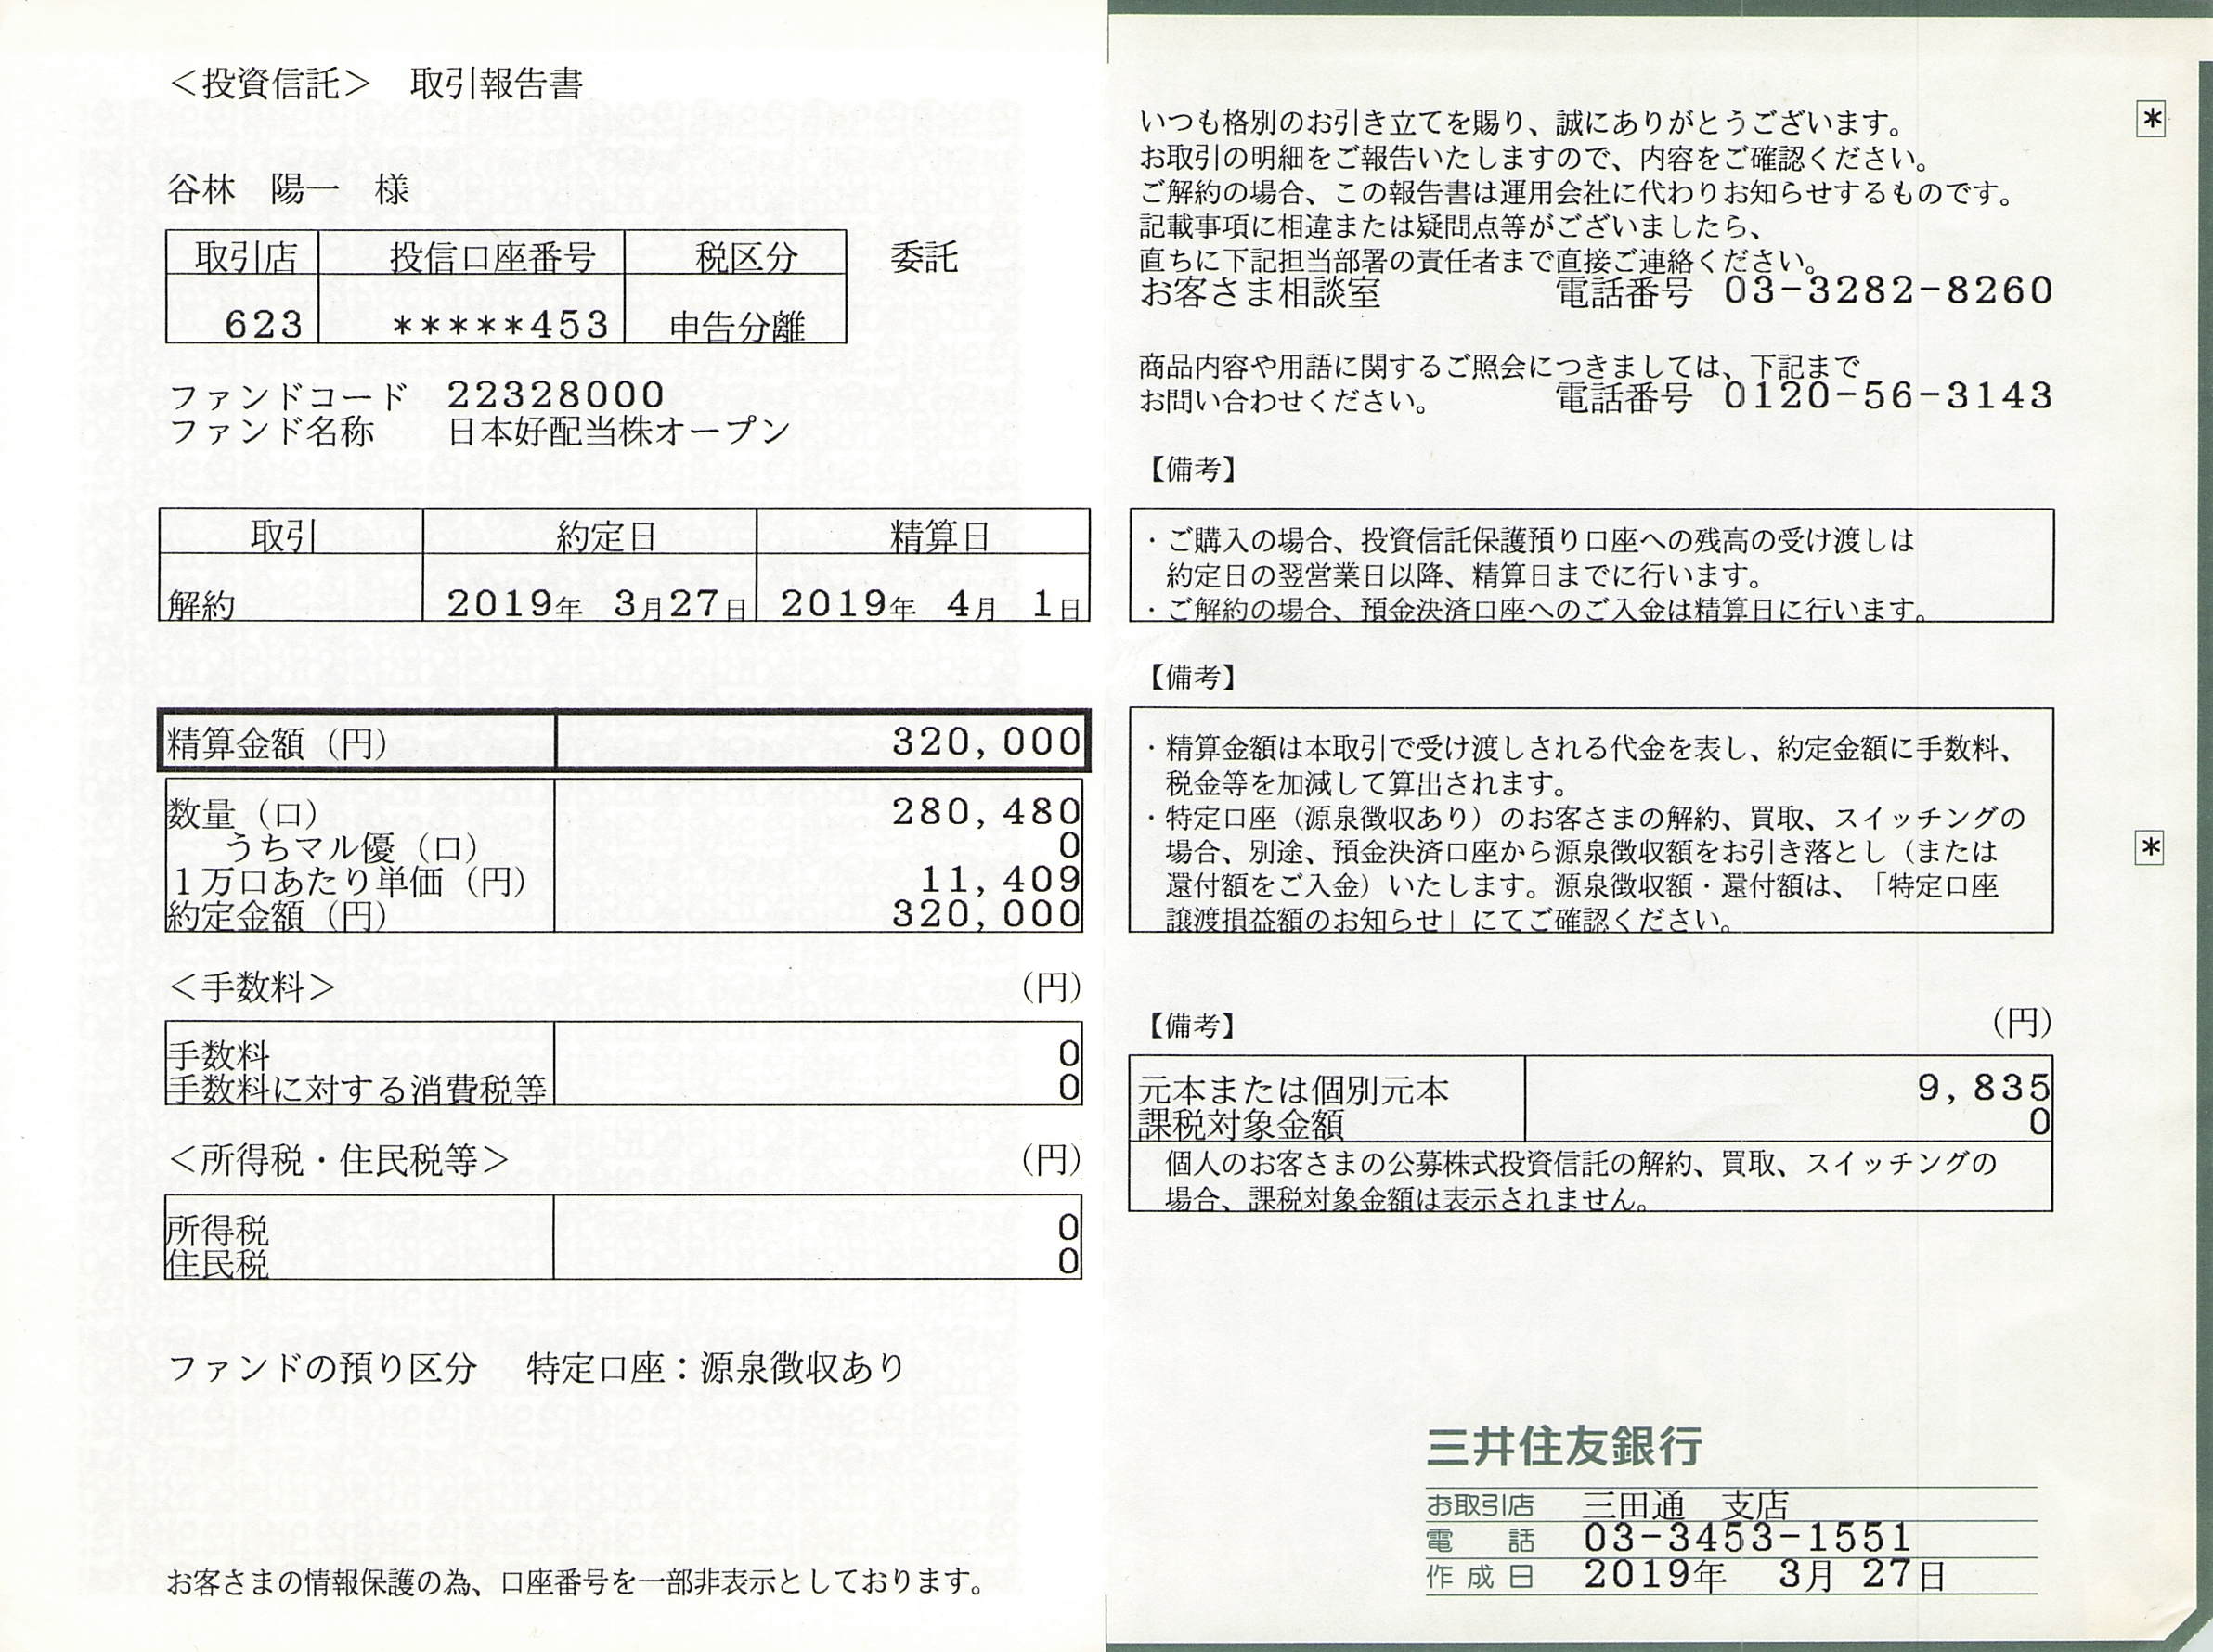 <投資信託>　取引報告書
谷林　陽一　様
取引店　投信口座番号　税区分　委託
623　*****453　申告分離
ファンドコード　22328000
ファンド名称　日本好配当株オープン
取引　約定日　精算日
解約　2019年　3月27日　2019年　4月　1日
精算金額（円）　320,000
数量（口）　280,480
うちマル優（口）　0
1万口あたり単価（円）　11,409
約定金額（円）　320,000
<手数料>　（円）
手数料　0
手数料に対する消費税等　0
<所得税・住民税等>　（円）
所得税　0
住民税　0
ファンドの預り区分　特定口座：源泉徴収あり
お客さまの情報保護の為、口座番号を一部非表示としております。
いつも格別のお引き立てを賜り、誠にありがとうございます。
*
お取引の明細をご報告いたしますので、内容をご確認ください。
ご解約の場合、この報告書は運用会社に代わりお知らせするものです。
記載事項に相違または疑問点等がございましたら、
直ちに下記担当部署の責任者まで直接ご連絡ください。
お客さま相談室　電話番号　03-3282-8260
商品内容や用語に関するご照会につきましては、下記まで
お問い合わせください。　電話番号　0120-56-3143
【備考】
・ご購入の場合、投資信託保護預り口座への残高の受け渡しは
約定日の翌営業日以降、精算日までに行います。
・ご解約の場合、預金決済口座へのご入金は精算日に行います。
【備考】
・精算金額は本取引で受け渡しされる代金を表し、約定金額に手数料、
税金等を加減して算出されます。
・特定口座（源泉徴収あり）のお客さまの解約、買取、スイッチングの
場合、別途、預金決済口座から源泉徴収額をお引き落とし（または
*
還付額をご入金）いたします。源泉徴収額・還付額は、「特定口座
譲渡損益額のお知らせ」にてご確認ください。
【備考】　（円）
元本または個別元本　9,835
課税対象金額　0
個人のお客さまの公募株式投資信託の解約、買取、スイッチングの
場合、課税対象金額は表示されません。
三井住友銀行
お取引店　三田通　支店
電話　03-3453-1551
作成日　2019年　3月　27日